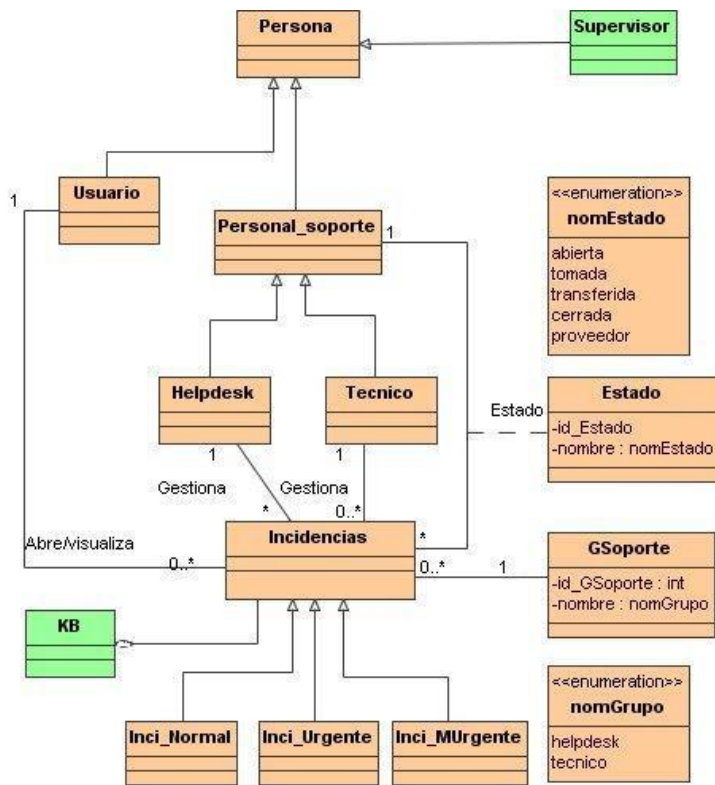 Persona
Supervisor
Usuario
1
Personal_soporte
1
<<enumeration>>
nomEstado
abierta
tomada
transferida
cerrada
proveedor
Helpdesk
Tecnico
Estado
Estado
-id_Estado
-nombre : nomEstado
1
1
Gestiona
Gestiona
*
0..*
Abre/visualiza
0..*
Incidencias
*
0..*
1
GSoporte
-id_GSoporte : int
-nombre : nomGrupo
KB
<<enumeration>>
nomGrupo
helpdesk
tecnico
Inci_Normal
Inci_Urgente
Inci_MUrgente